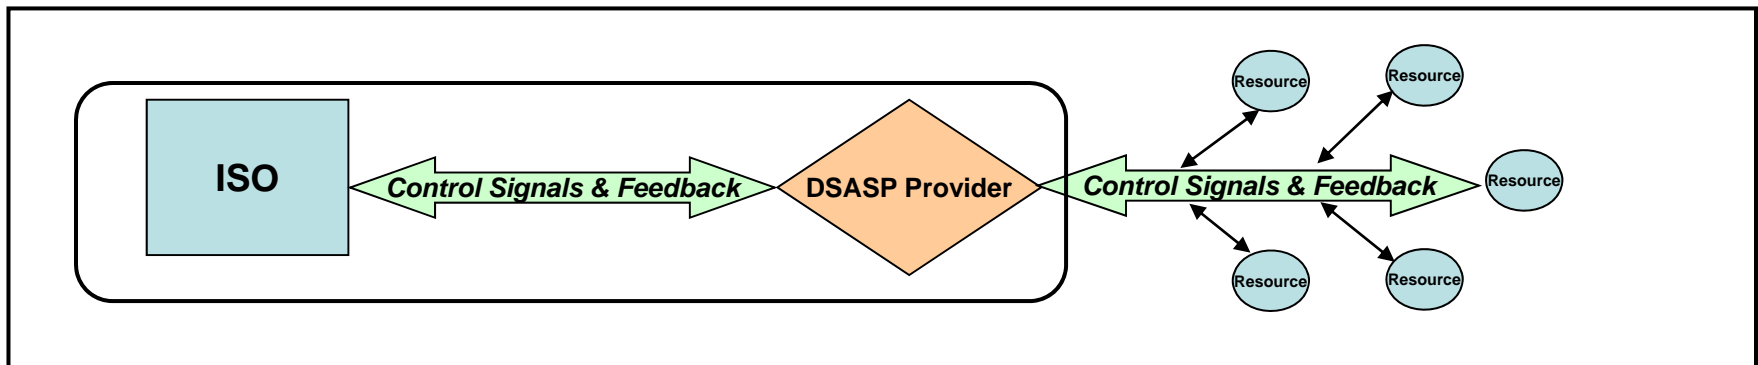 Resource
Resource
ISO
Control Signals & Feedback
DSASP Provider
Control Signals & Feedback
Resource
Resource
Resource